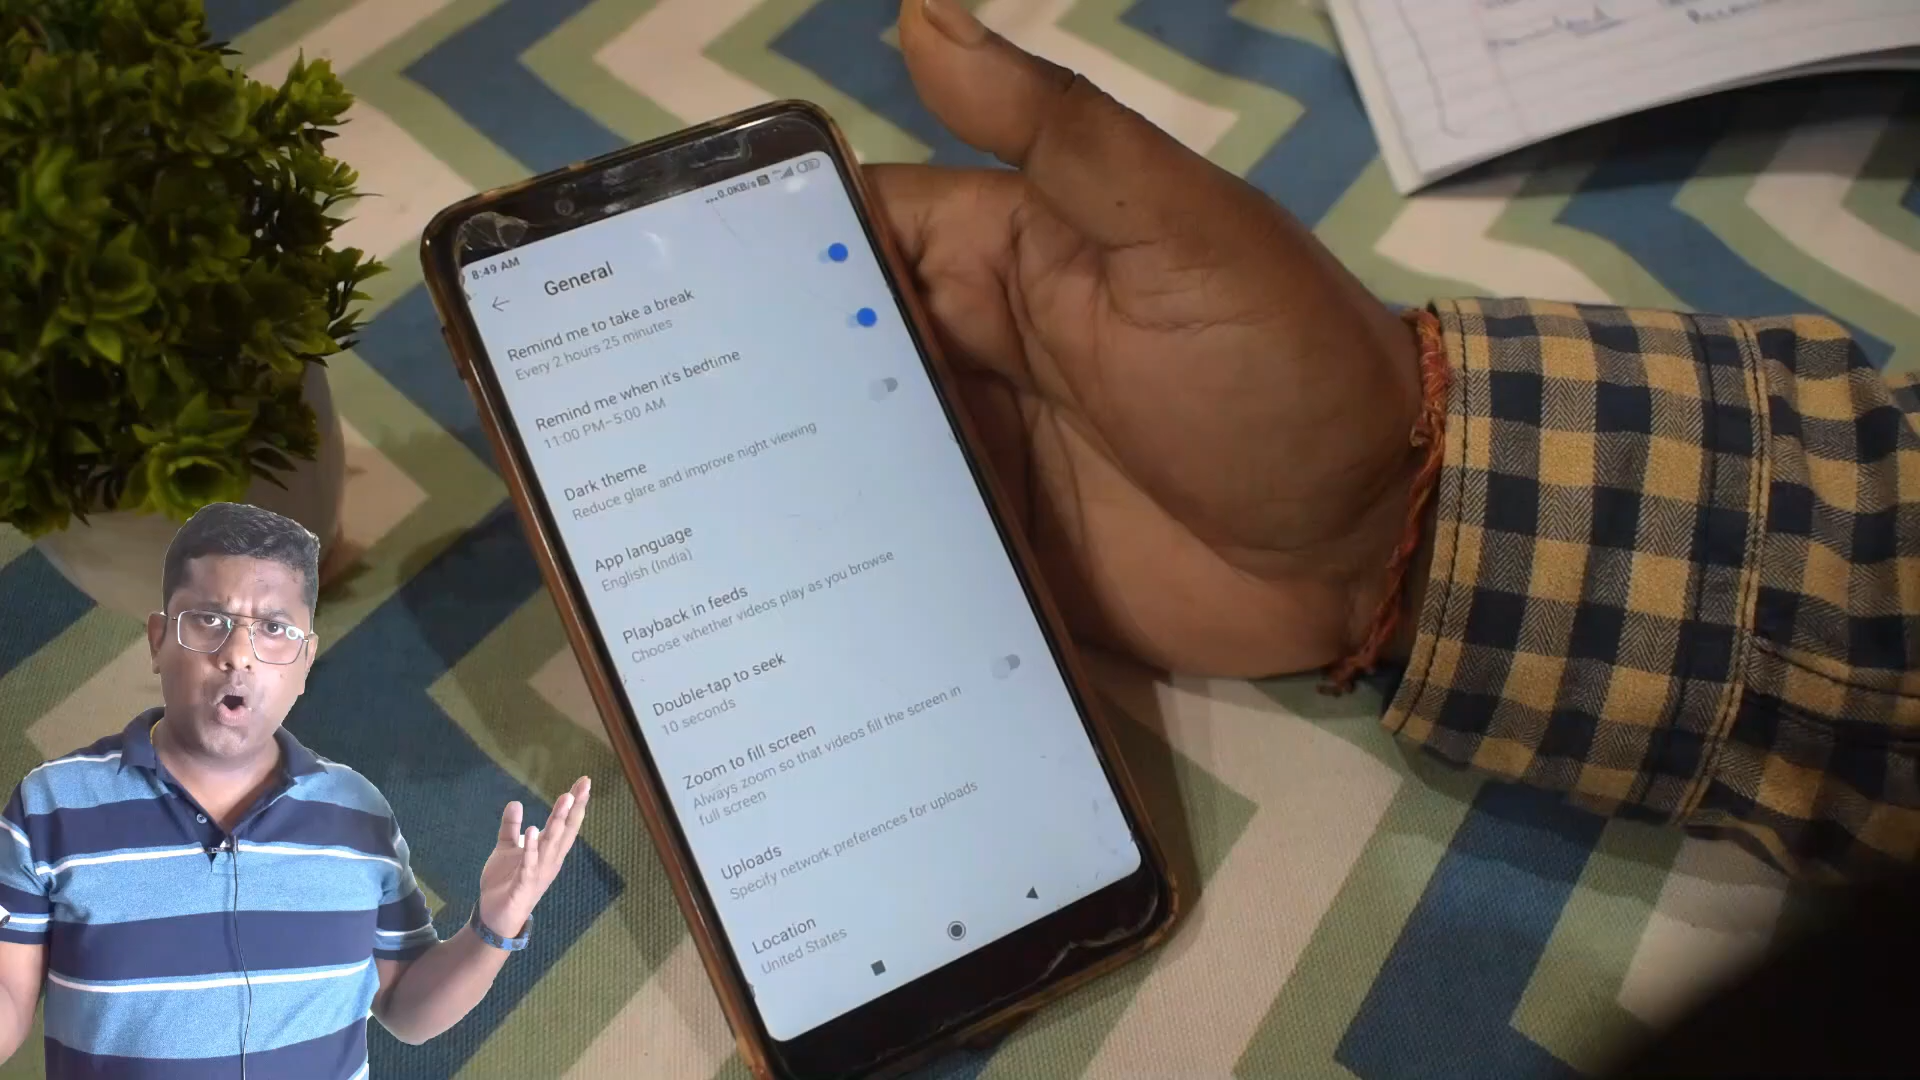 ...0.0KB/s
8:49 AM
General
Remind me to take a break
Every 2 hours 25 minutes
Remind me when it's bedtime
11:00 PM–5:00 AM
Dark theme
Reduce glare and improve night viewing
App language
English (India)
Playback in feeds
Choose whether videos play as you browse
Double-tap to seek
10 seconds
Zoom to fill screen
Always zoom so that videos fill the screen in
full screen
Uploads
Specify network preferences for uploads
Location
United States